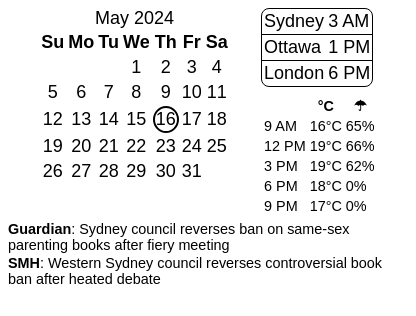 May 2024
Su Mo Tu We Th Fr Sa
1 2 3 4
5 6 7 8 9 10 11
12 13 14 15 16 17 18
19 20 21 22 23 24 25
26 27 28 29 30 31
Sydney 3 AM
Ottawa 1 PM
London 6 PM
°C ☂
9 AM 16°C 65%
12 PM 19°C 66%
3 PM 19°C 62%
6 PM 18°C 0%
9 PM 17°C 0%
Guardian: Sydney council reverses ban on same-sex
parenting books after fiery meeting
SMH: Western Sydney council reverses controversial book
ban after heated debate